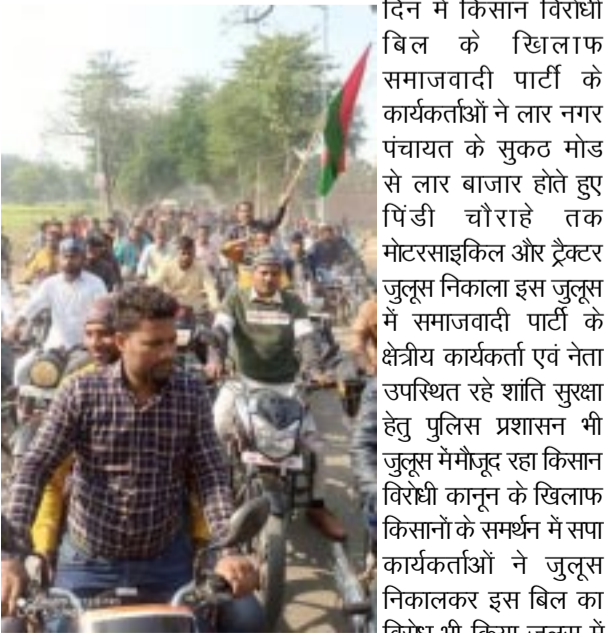 दिन में किसान विरोधी
बिल के खिलाफ
समाजवादी पार्टी के
कार्यकर्ताओं ने लार नगर
पंचायत के सुकठ मोड
से लार बाजार होते हुए
पिंडी चौराहे तक
मोटरसाइकिल और ट्रैक्टर
जुलूस निकाला इस जुलूस
में समाजवादी पार्टी के
क्षेत्रीय कार्यकर्ता एवं नेता
उपस्थित रहे शांति सुरक्षा
हेतु पुलिस प्रशासन भी
जुलूस में मौजूद रहा किसान
विरोधी कानून के खिलाफ
किसानों के समर्थन में सपा
कार्यकर्ताओं ने जुलूस
निकालकर इस बिल का
विरोध भी किया जुलूस में